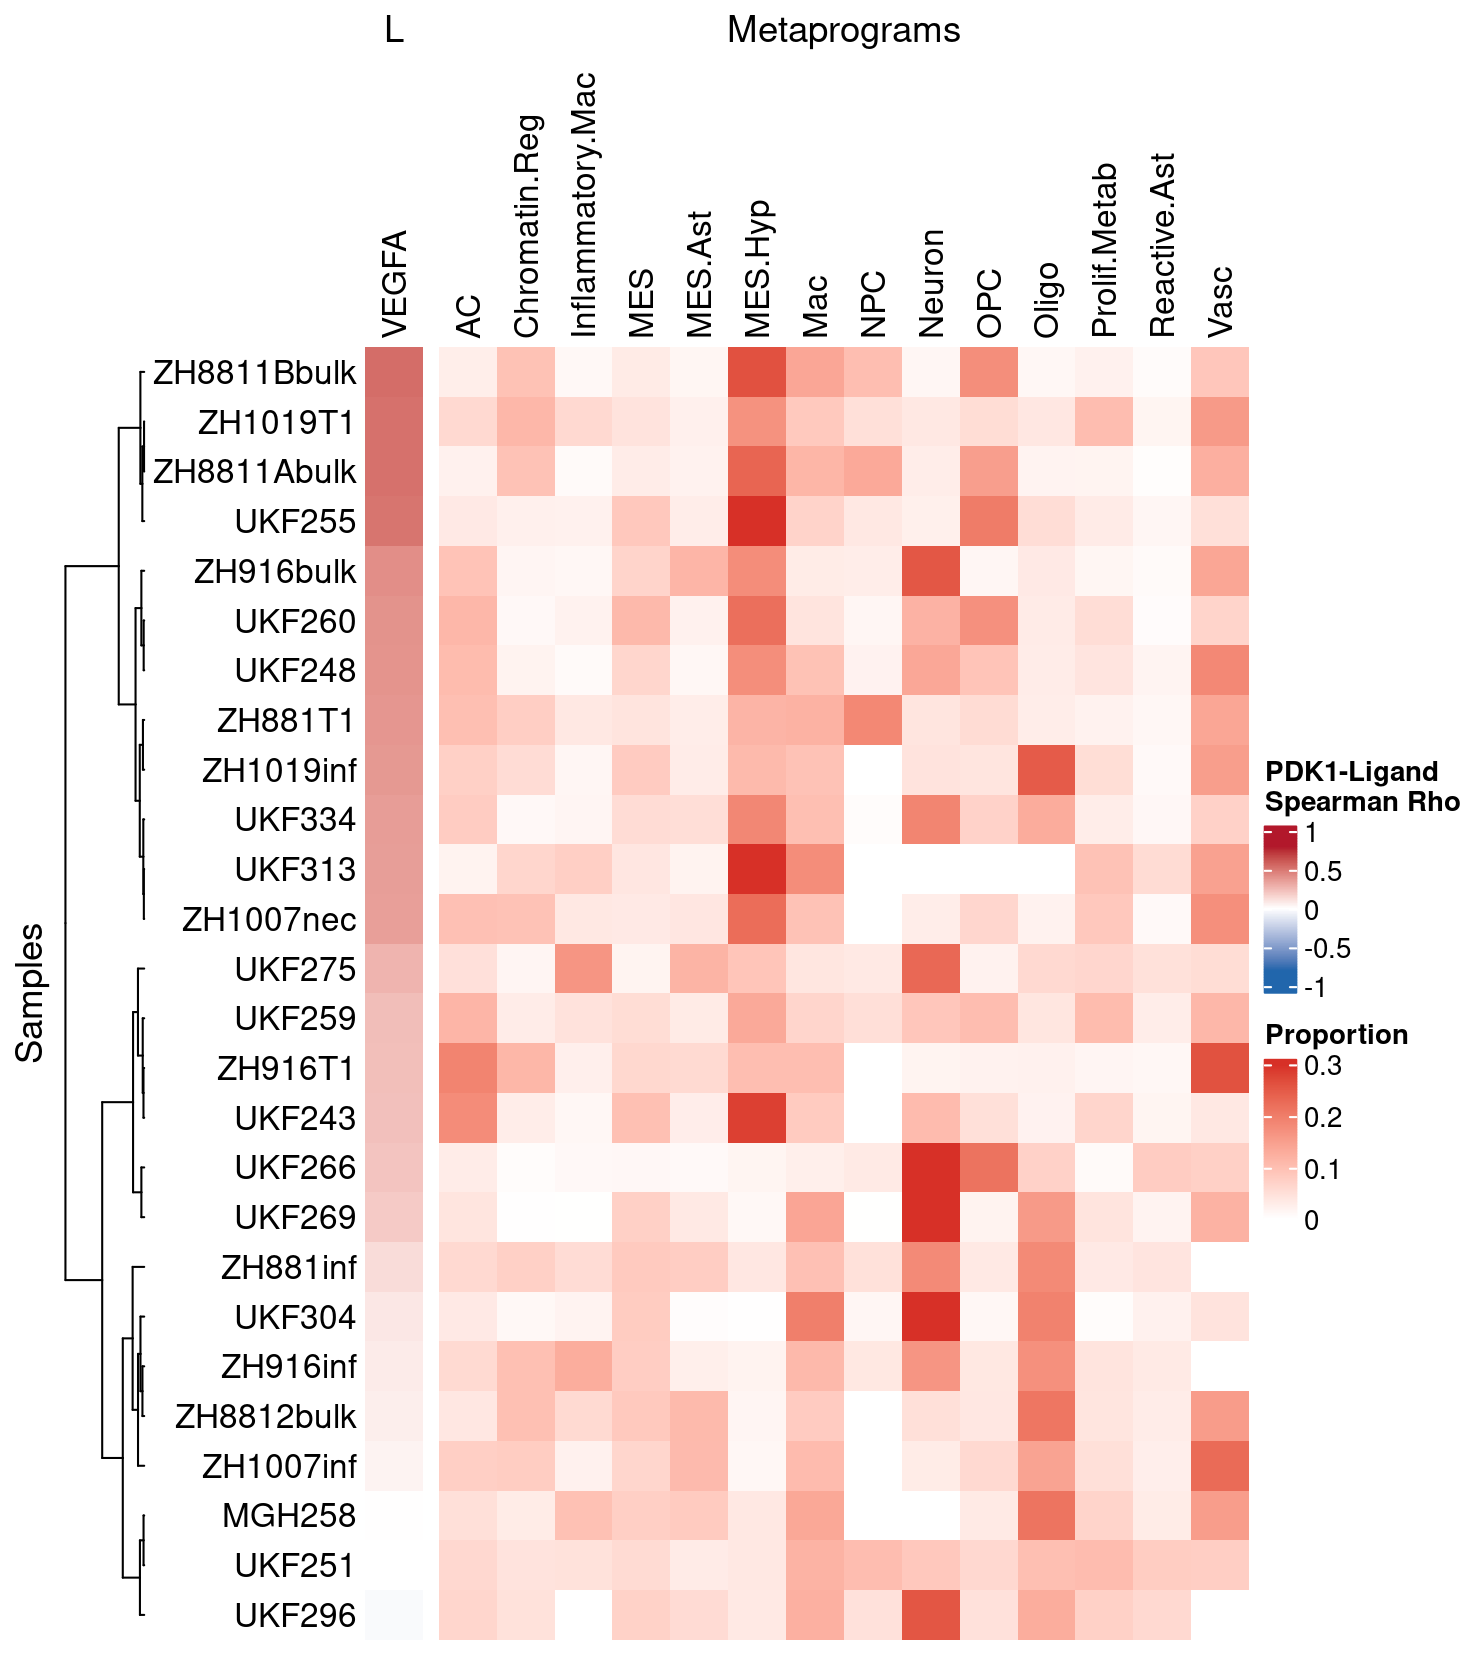 L
Metaprograms
VEGFA
AC
Chromatin.Reg
Inflammatory.Mac
MES
MES.Ast
MES.Hyp
Mac
NPC
Neuron
OPC
Oligo
Prolif.Metab
Reactive.Ast
Vasc
Samples
ZH8811Bbulk
ZH1019T1
ZH8811Abulk
UKF255
ZH916bulk
UKF260
UKF248
ZH881T1
ZH1019inf
UKF334
UKF313
ZH1007nec
UKF275
UKF259
ZH916T1
UKF243
UKF266
UKF269
ZH881inf
UKF304
ZH916inf
ZH8812bulk
ZH1007inf
MGH258
UKF251
UKF296
PDK1-Ligand
Spearman Rho
1
0.5
0
-0.5
-1
Proportion
0.3
0.2
0.1
0